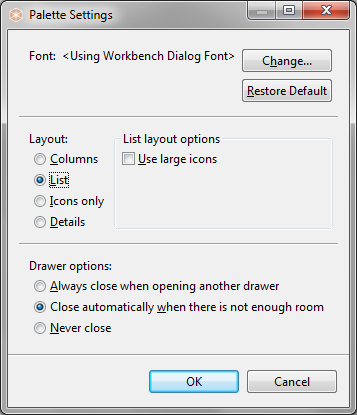 Palette Settings
Font: <Using Workbench Dialog Font>
Change...
Restore Default
Layout:
List layout options
Columns
Use large icons
List
Icons only
Details
Drawer options:
Always close when opening another drawer
Close automatically when there is not enough room
Never close
OK
Cancel